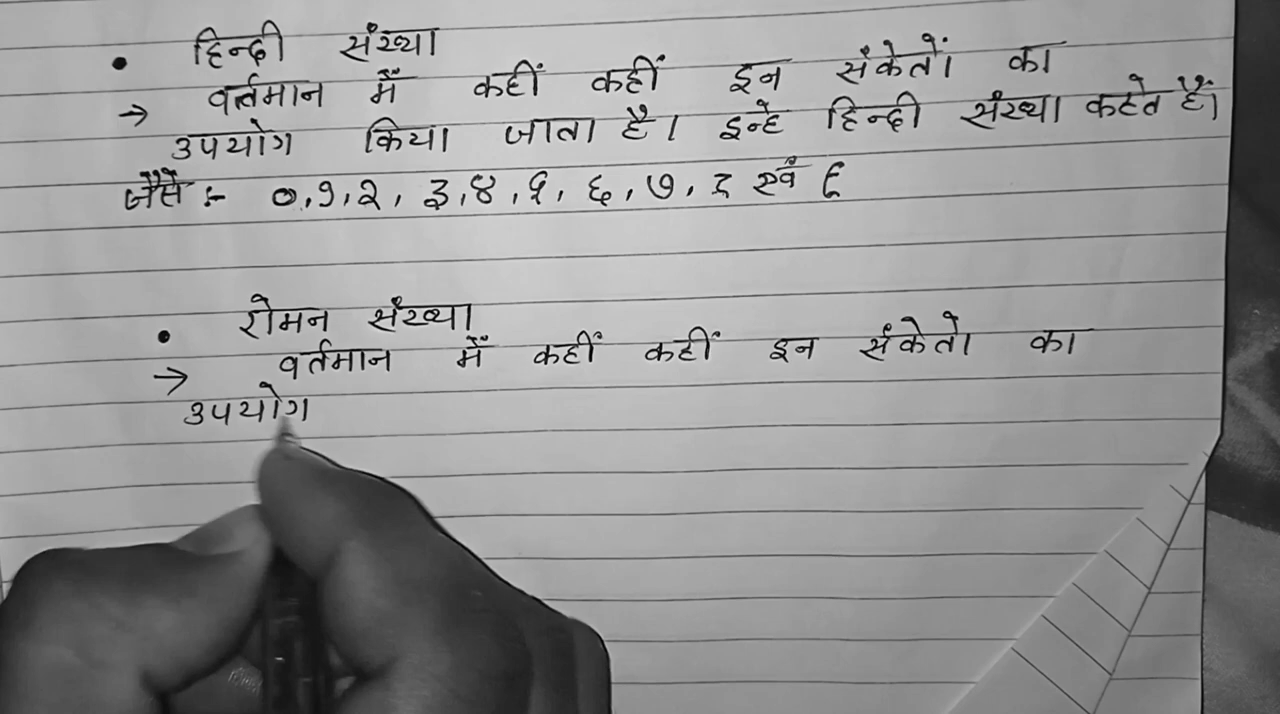 • हिन्दी संख्या
→ वर्तमान में कहीं कहीं इन संकेतों का
उपयोग किया जाता है। इन्हे हिन्दी संख्या कहते हैं।
जैसे :- ०,१,२, ३,४,५, ६,७,८ एवं ९
• रोमन संख्या
→ वर्तमान में कहीं कहीं इन संकेतो का
उपयोग